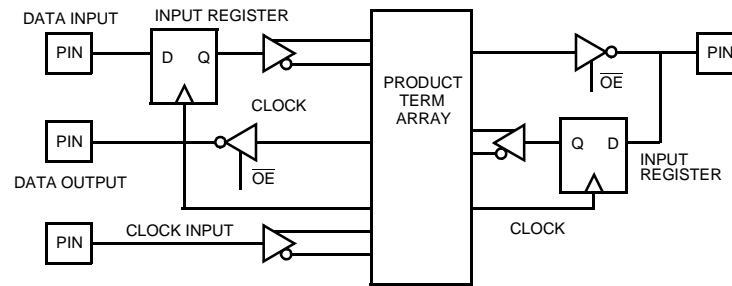 DATA INPUT
INPUT REGISTER
PIN
D Q
PIN
OE
PRODUCT
TERM
ARRAY
CLOCK
PIN
DATA OUTPUT
OE
Q D
INPUT
REGISTER
PIN
CLOCK INPUT
CLOCK